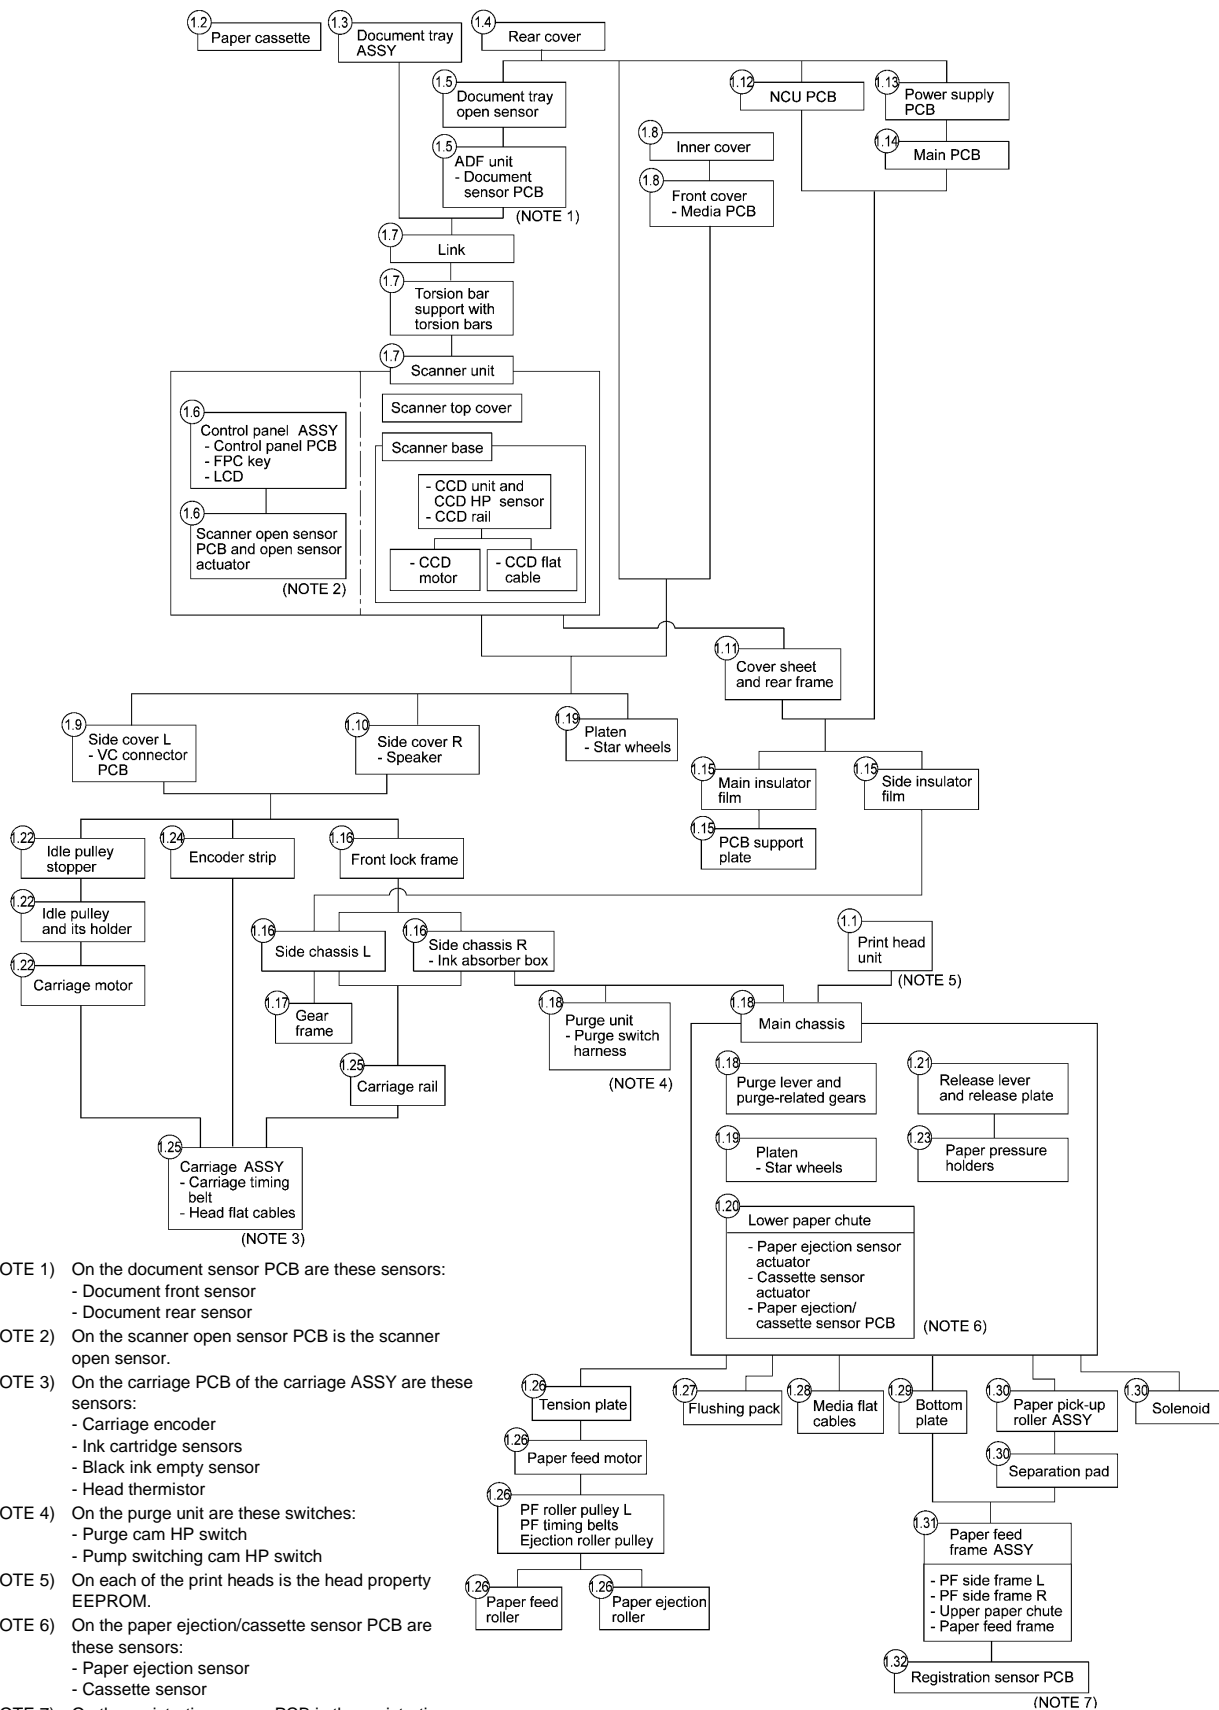 1.2
Paper cassette
1.3
Document tray
ASSY
1.4
Rear cover
1.5
Document tray
open sensor
1.12
NCU PCB
1.13
Power supply
PCB
1.8
Inner cover
1.14
Main PCB
1.5
ADF unit
- Document
sensor PCB
(NOTE 1)
1.8
Front cover
- Media PCB
1.7
Link
1.7
Torsion bar
support with
torsion bars
1.7
Scanner unit
Scanner top cover
1.6
Control panel ASSY
- Control panel PCB
- FPC key
- LCD
Scanner base
- CCD unit and
CCD HP sensor
- CCD rail
1.6
Scanner open sensor
PCB and open sensor
actuator
(NOTE 2)
- CCD
motor
- CCD flat
cable
1.11
Cover sheet
and rear frame
1.9
Side cover L
- VC connector
PCB
1.10
Side cover R
- Speaker
1.19
Platen
- Star wheels
1.15
Main insulator
film
1.15
Side insulator
film
1.15
PCB support
plate
1.22
Idle pulley
stopper
1.24
Encoder strip
1.16
Front lock frame
1.22
Idle pulley
and its holder
1.16
Side chassis L
1.16
Side chassis R
- Ink absorber box
1.1
Print head
unit
(NOTE 5)
1.22
Carriage motor
1.17
Gear
frame
1.18
Purge unit
- Purge switch
harness
(NOTE 4)
1.18
Main chassis
1.25
Carriage rail
1.18
Purge lever and
purge-related gears
1.21
Release lever
and release plate
1.19
Platen
- Star wheels
1.23
Paper pressure
holders
1.25
Carriage ASSY
- Carriage timing
belt
- Head flat cables
(NOTE 3)
1.20
Lower paper chute
- Paper ejection sensor
actuator
- Cassette sensor
actuator
- Paper ejection/
cassette sensor PCB
(NOTE 6)
OTE 1) On the document sensor PCB are these sensors:
- Document front sensor
- Document rear sensor
OTE 2) On the scanner open sensor PCB is the scanner
open sensor.
OTE 3) On the carriage PCB of the carriage ASSY are these
sensors:
- Carriage encoder
- Ink cartridge sensors
- Black ink empty sensor
- Head thermistor
OTE 4) On the purge unit are these switches:
- Purge cam HP switch
- Pump switching cam HP switch
OTE 5) On each of the print heads is the head property
EEPROM.
OTE 6) On the paper ejection/cassette sensor PCB are
these sensors:
- Paper ejection sensor
- Cassette sensor
1.26
Tension plate
1.27
Flushing pack
1.28
Media flat
cables
1.29
Bottom
plate
1.30
Paper pick-up
roller ASSY
1.30
Solenoid
1.26
Paper feed motor
1.30
Separation pad
1.26
PF roller pulley L
PF timing belts
Ejection roller pulley
1.31
Paper feed
frame ASSY
- PF side frame L
- PF side frame R
- Upper paper chute
- Paper feed frame
1.26
Paper feed
roller
1.26
Paper ejection
roller
1.32
Registration sensor PCB
(NOTE 7)